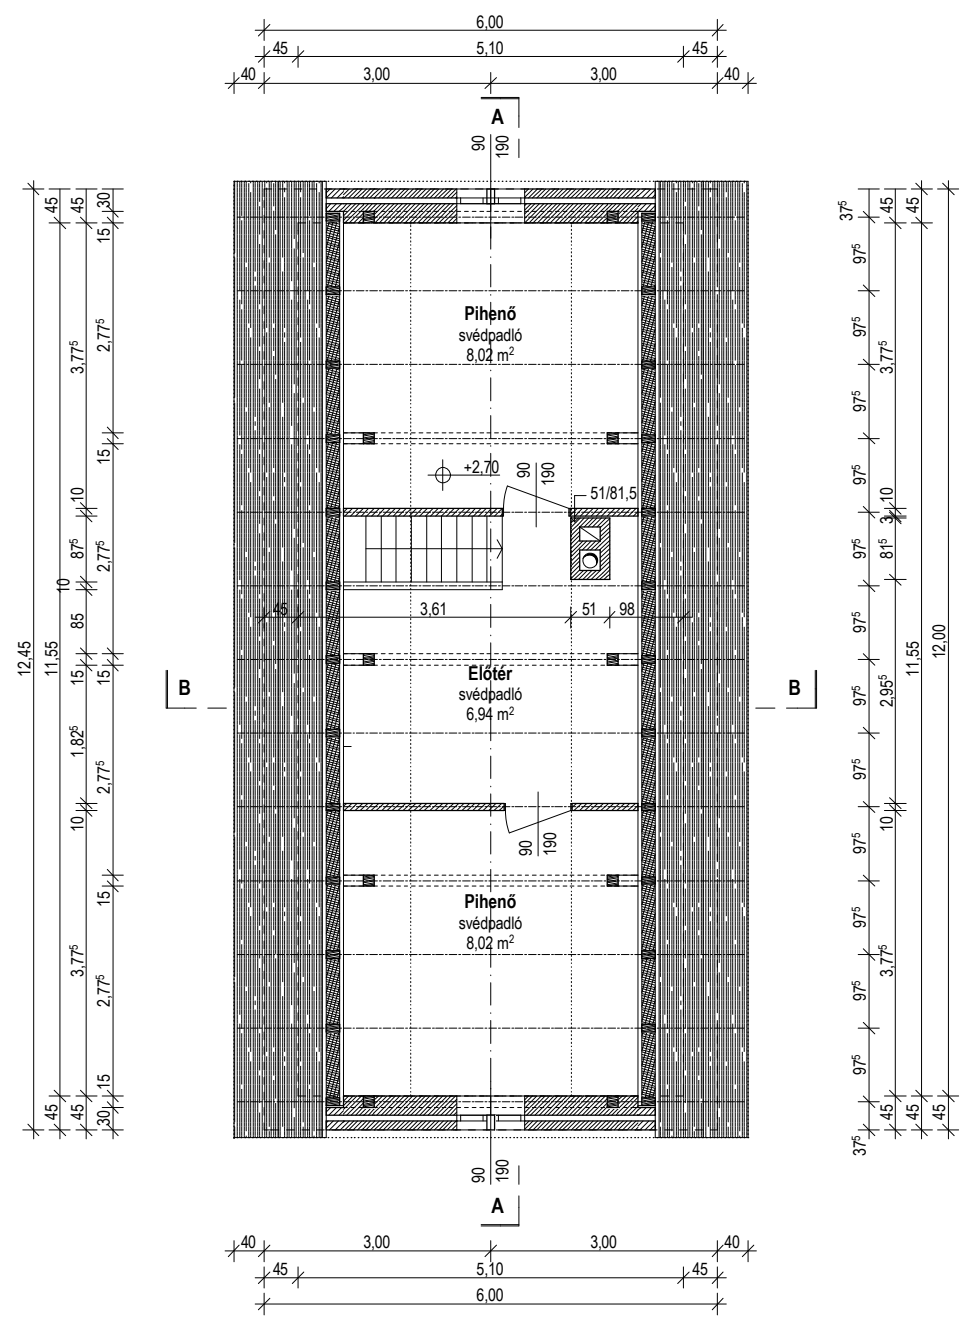 6,00
45 5,10 45
40 3,00 3,00 40
A
90
190
45 45 30 37⁵ 45
15
97⁵
Pihenő
svédpadló
8,02 m²
3,77⁵ 2,77⁵ 97⁵ 3,77⁵
97⁵
15
+2,70 90 190 97⁵
51/81,5
10 10
3
87⁵ 2,77⁵ 97⁵ 81⁵
10
45 3,61 51 98
85 97⁵
12,45 11,55 11,55 12,00
15 15
Előtér
svédpadló
6,94 m²
B B
97⁵ 2,95⁵
1,82⁵ 2,77⁵ 97⁵
10 10
90
190
97⁵
15
Pihenő
svédpadló
8,02 m²
97⁵
3,77⁵ 2,77⁵ 3,77⁵
97⁵
97⁵
15
45 45 30 45 45 45
37⁵
90
190
A
40 3,00 3,00 40
45 5,10 45
6,00